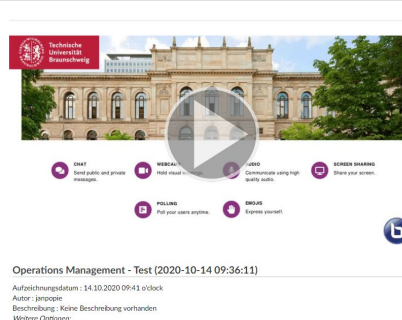 Technische
Universität
Braunschweig
CHAT
Send public and private
messages.
WEBCAMS
Hold visual meetings.
AUDIO
Communicate using high
quality audio.
SCREEN SHARING
Share your screen.
POLLING
Poll your users anytime.
EMOJIS
Express yourself.
b
Operations Management - Test (2020-10-14 09:36:11)
Aufzeichnungsdatum : 14.10.2020 09:41 o'clock
Autor : janpopie
Beschreibung : Keine Beschreibung vorhanden
Weitere Optionen: